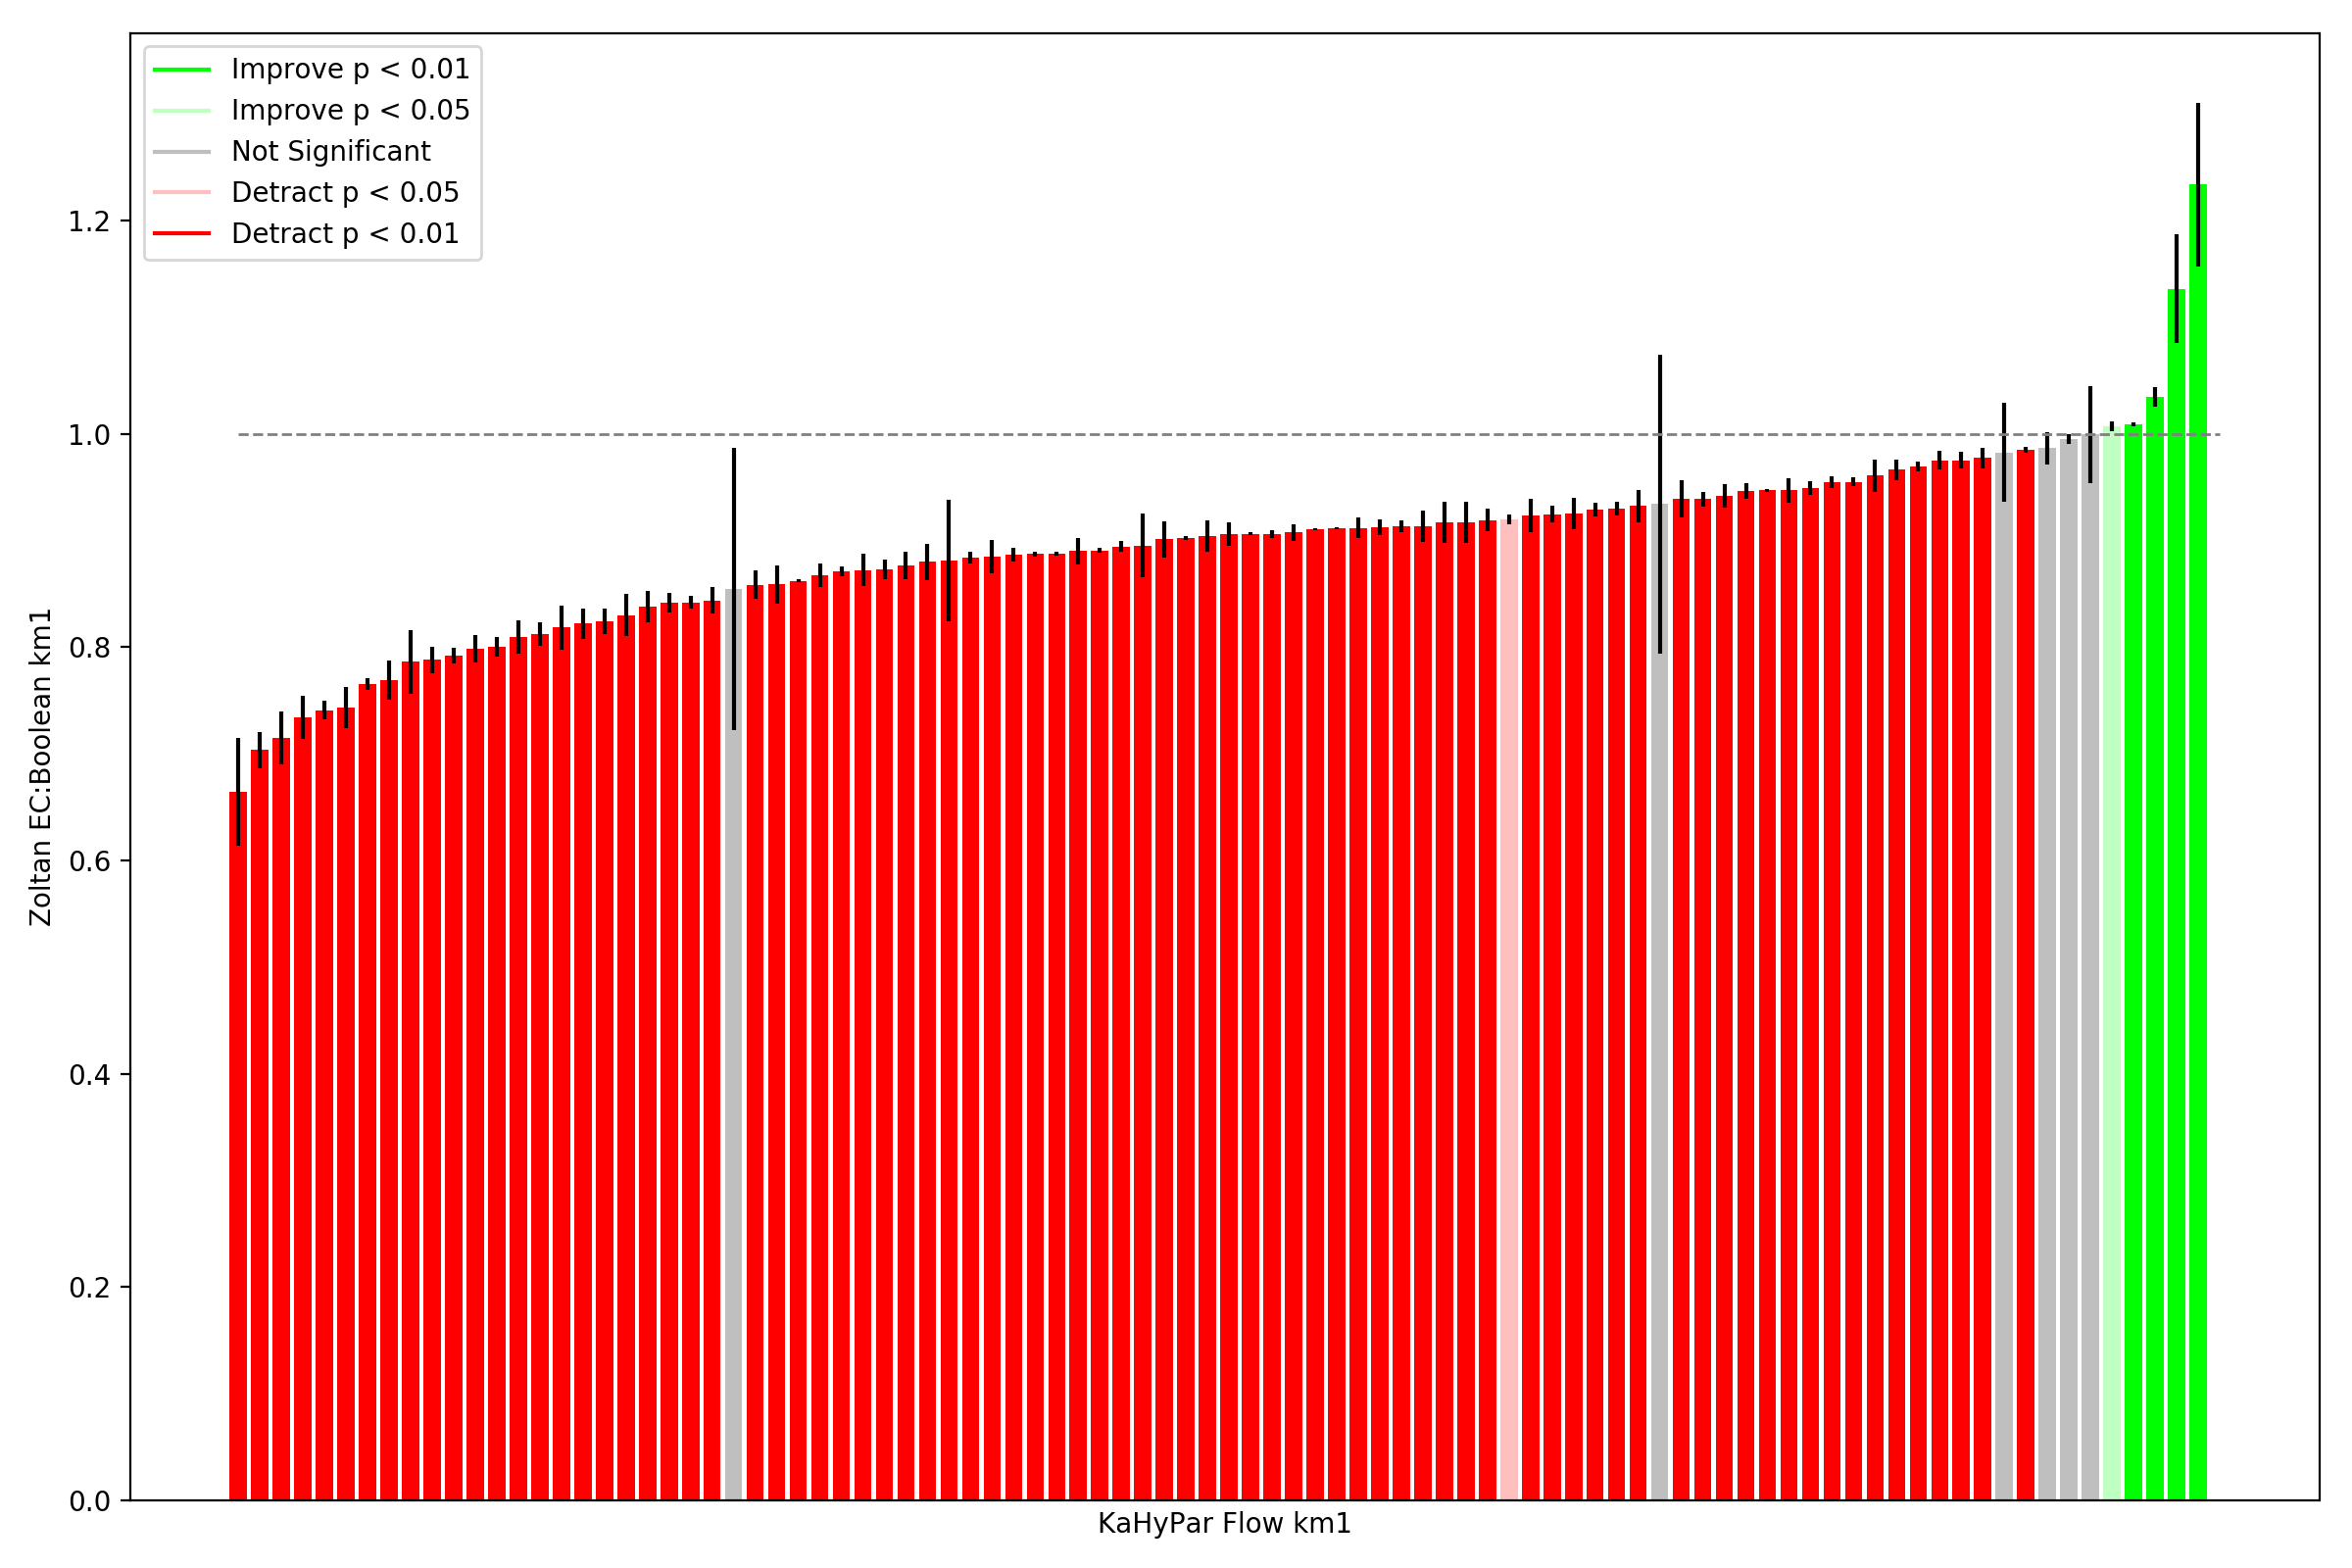 Improve p < 0.01
Improve p < 0.05
Not Significant
Detract p < 0.05
Detract p < 0.01
1.2
1.0
0.8
0.6
0.4
0.2
0.0
Zoltan EC:Boolean km1
KaHyPar Flow km1